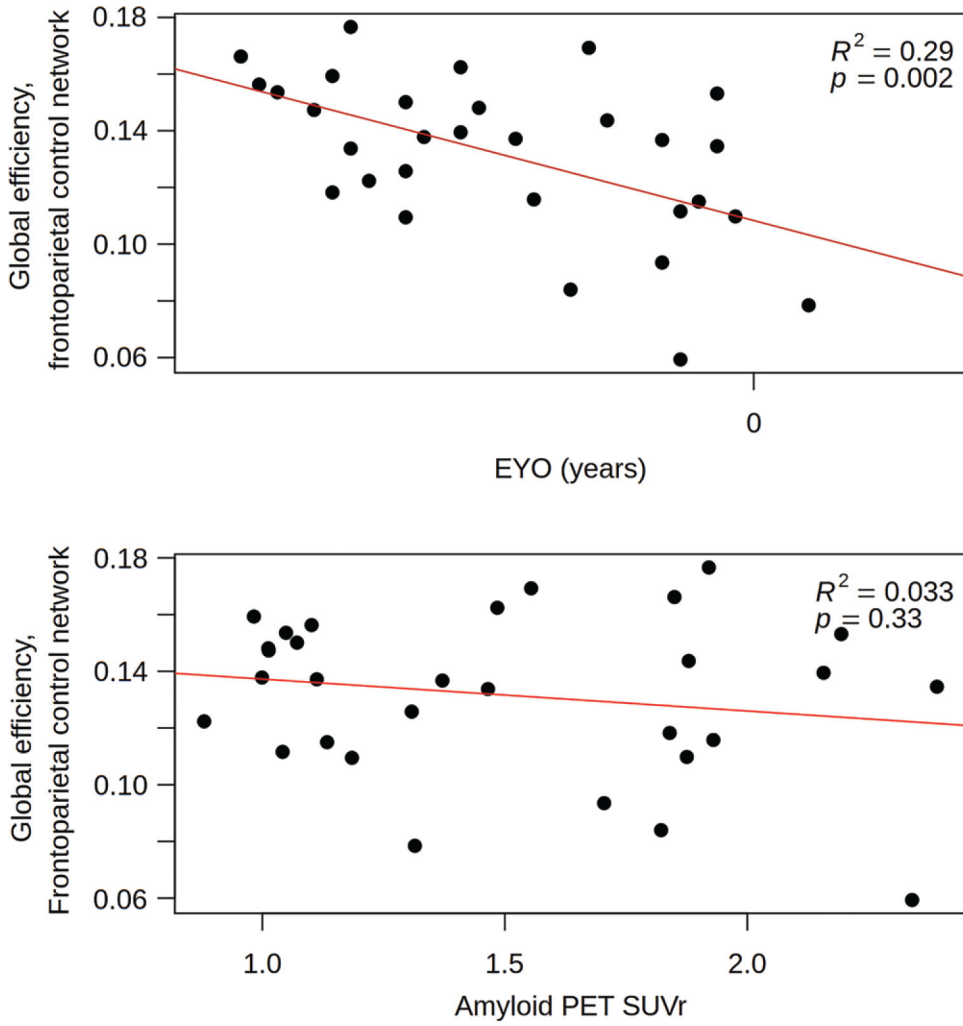 Global efficiency,
frontoparietal control network
0.18
0.14
0.10
0.06
R² = 0.29
p = 0.002
0
EYO (years)
Global efficiency,
Frontoparietal control network
0.18
0.14
0.10
0.06
R² = 0.033
p = 0.33
1.0 1.5 2.0
Amyloid PET SUVr